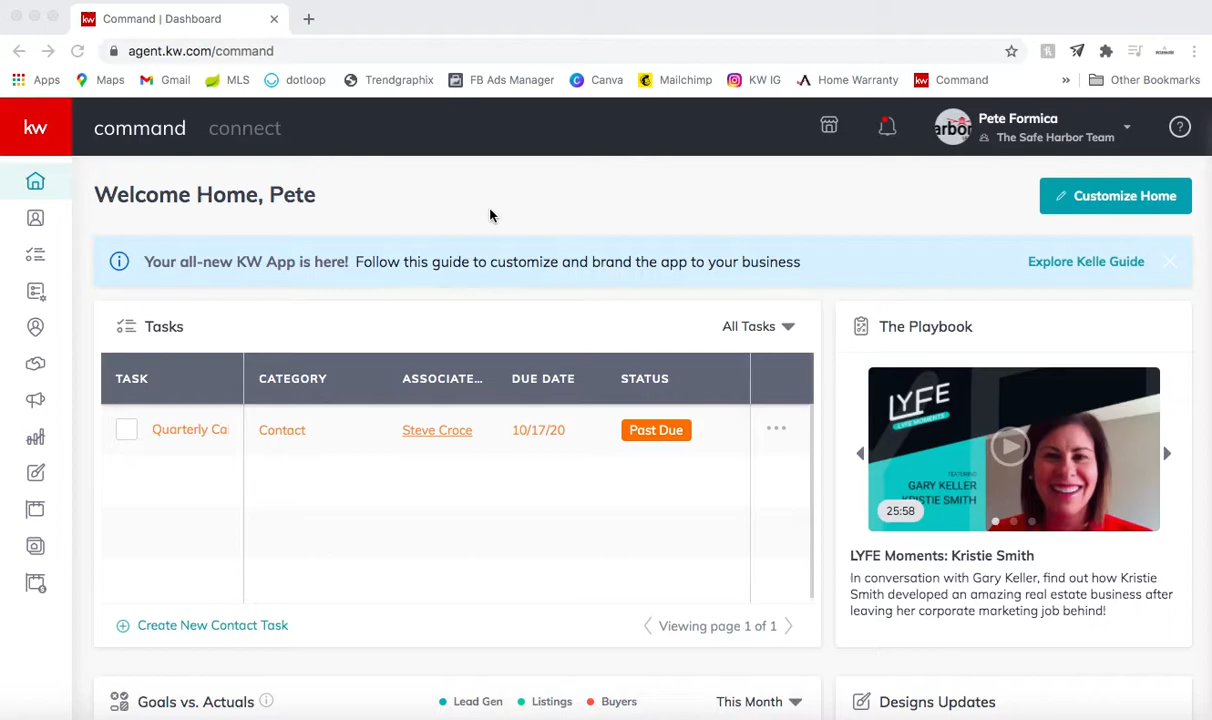 kw Command | Dashboard
agent.kw.com/command
Apps Maps Gmail MLS dotloop Trendgraphix FB Ads Manager Canva Mailchimp KW IG Home Warranty kw Command » Other Bookmarks
kw command connect arbor Pete Formica
The Safe Harbor Team
Welcome Home, Pete
Customize Home
Your all-new KW App is here! Follow this guide to customize and brand the app to your business Explore Kelle Guide
Tasks All Tasks
TASK CATEGORY ASSOCIATE... DUE DATE STATUS
Quarterly Ca Contact Steve Croce 10/17/20 Past Due
Create New Contact Task Viewing page 1 of 1
The Playbook
LYFE
LYFE MOMENTS
FEATURING
GARY KELLER
KRISTIE SMITH
25:58
LYFE Moments: Kristie Smith
In conversation with Gary Keller, find out how Kristie
Smith developed an amazing real estate business after
leaving her corporate marketing job behind!
Goals vs. Actuals Lead Gen Listings Buyers This Month
Designs Updates